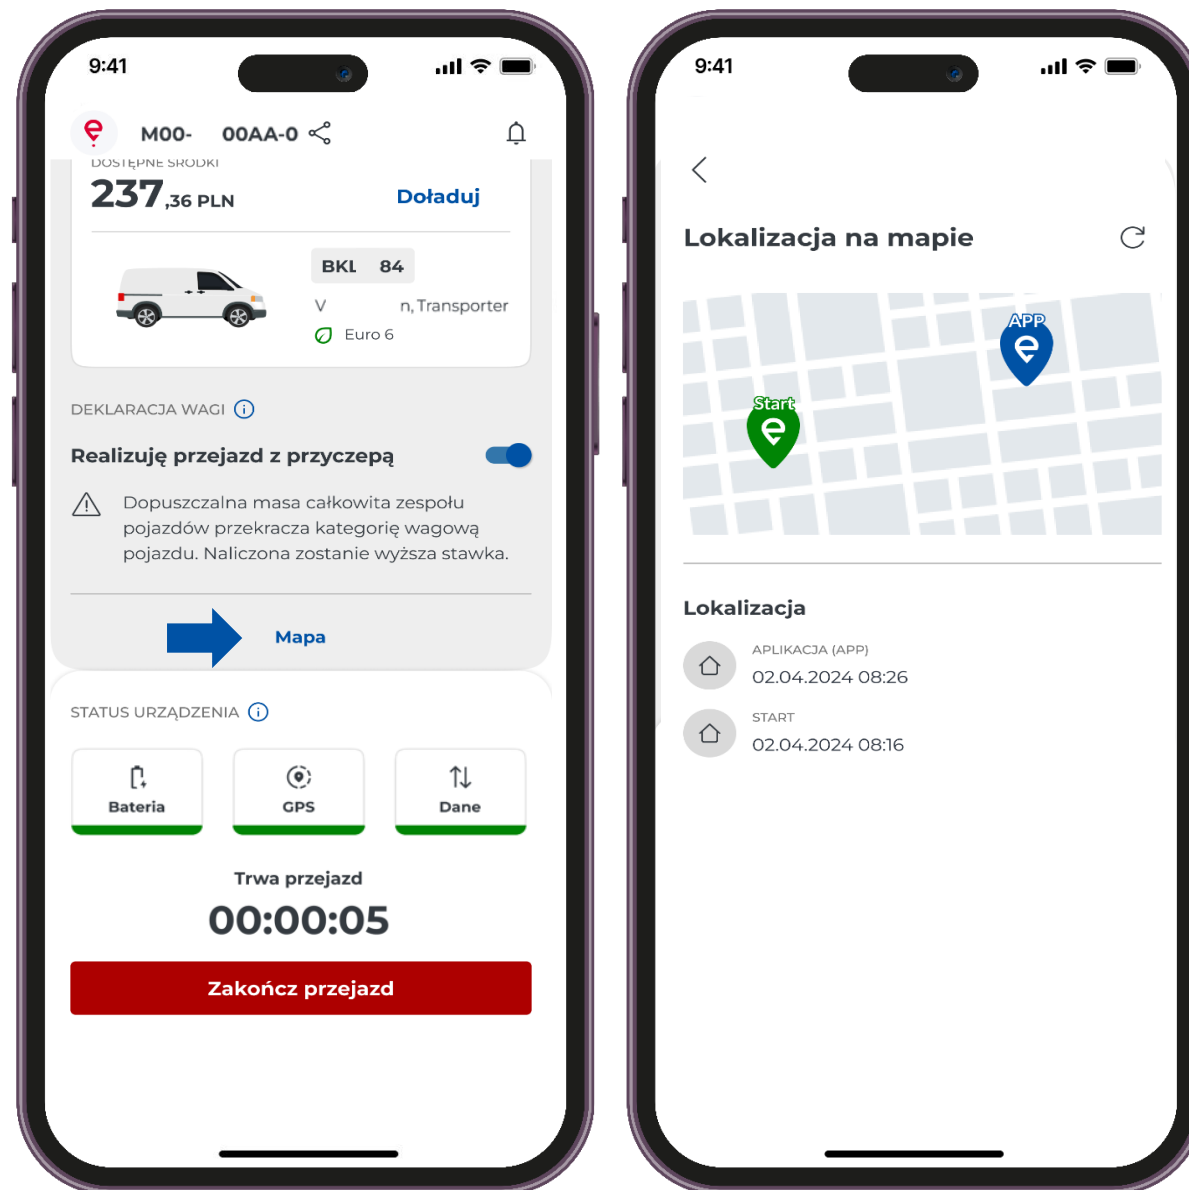 9:41
M00- 00AA-0
DOSTĘPNE ŚRODKI
237,36 PLN
Doładuj
BKL 84
V n, Transporter
Euro 6
DEKLARACJA WAGI
Realizuję przejazd z przyczepą
Dopuszczalna masa całkowita zespołu
pojazdów przekracza kategorię wagową
pojazdu. Naliczona zostanie wyższa stawka.
Mapa
STATUS URZĄDZENIA
Bateria
GPS
Dane
Trwa przejazd
00:00:05
Zakończ przejazd
9:41
Lokalizacja na mapie
APP
Start
Lokalizacja
APLIKACJA (APP)
02.04.2024 08:26
START
02.04.2024 08:16